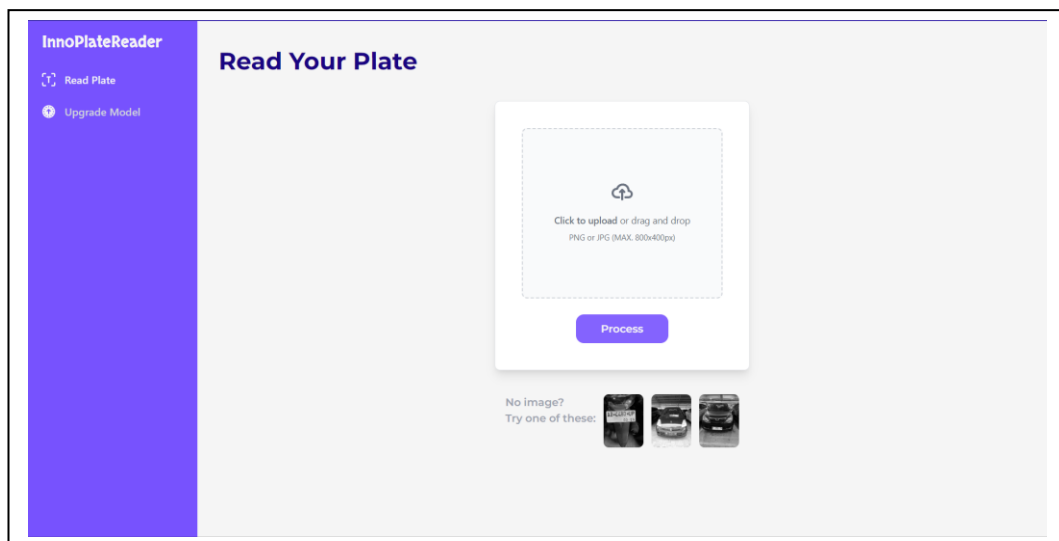 InnoPlateReader
Read Plate
Upgrade Model
Read Your Plate
Click to upload or drag and drop
PNG or JPG (MAX. 800x400px)
Process
No image?
Try one of these: